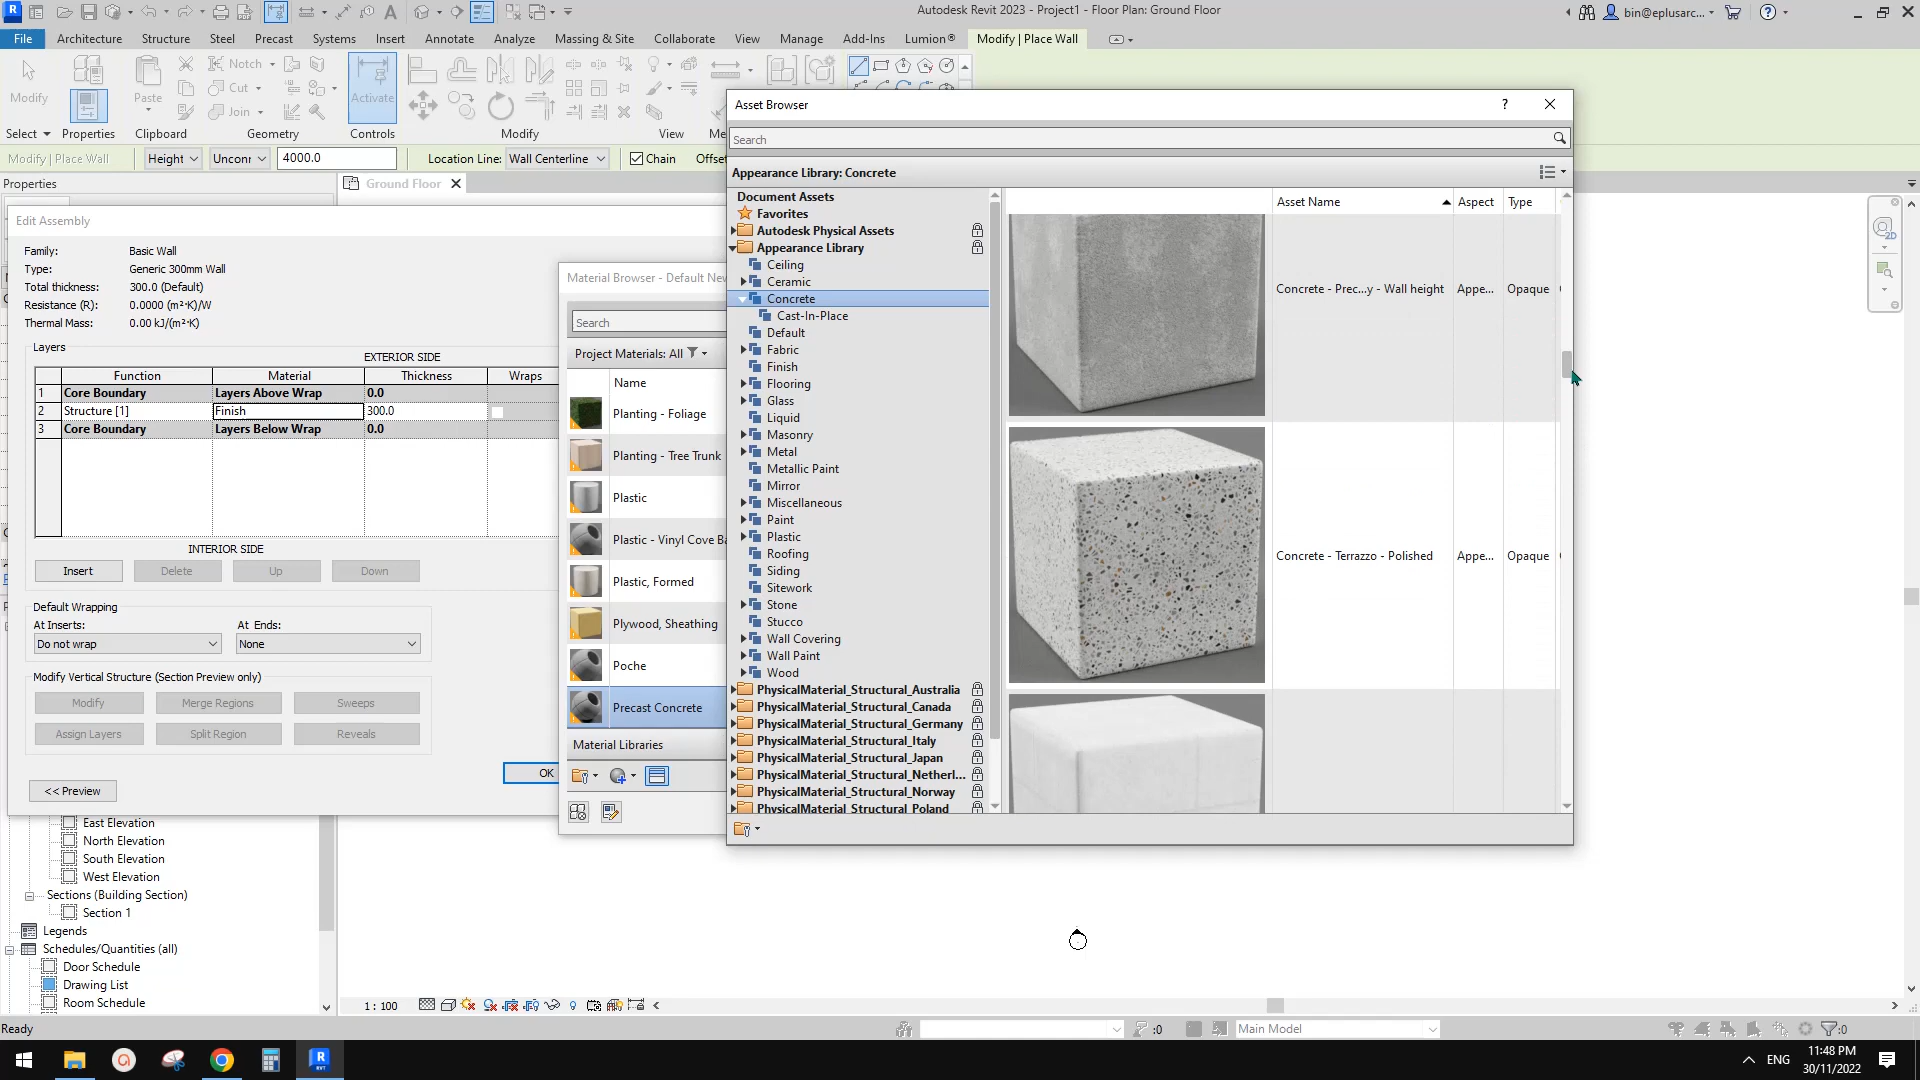 Autodesk Revit 2023 - Project1 - Floor Plan: Ground Floor
bin@eplusarc...
File Architecture Structure Steel Precast Systems Insert Annotate Analyze Massing & Site Collaborate View Manage Add-Ins Lumion® Modify | Place Wall
Modify
Paste
Notch
Cut
Join
Activate
Select Properties Clipboard Geometry Controls Modify View
Modify | Place Wall Height Unconr 4000.0 Location Line: Wall Centerline Chain Offset
Properties
Ground Floor
Edit Assembly
Family: Basic Wall
Type: Generic 300mm Wall
Total thickness: 300.0 (Default)
Resistance (R): 0.0000 (m²·K)/W
Thermal Mass: 0.00 kJ/(m²·K)
Layers
EXTERIOR SIDE
Function Material Thickness Wraps
1 Core Boundary Layers Above Wrap 0.0
2 Structure [1] Finish 300.0
3 Core Boundary Layers Below Wrap 0.0
INTERIOR SIDE
Insert Delete Up Down
Default Wrapping
At Inserts: At Ends:
Do not wrap None
Modify Vertical Structure (Section Preview only)
Modify Merge Regions Sweeps
Assign Layers Split Region Reveals
OK
<< Preview
Material Browser - Default New
Search
Project Materials: All
Name
Planting - Foliage
Planting - Tree Trunk
Plastic
Plastic - Vinyl Cove Ba
Plastic, Formed
Plywood, Sheathing
Poche
Precast Concrete
Material Libraries
Asset Browser
?
Search
Appearance Library: Concrete
Document Assets
Favorites
Autodesk Physical Assets
Appearance Library
Ceiling
Ceramic
Concrete
Cast-In-Place
Default
Fabric
Finish
Flooring
Glass
Liquid
Masonry
Metal
Metallic Paint
Mirror
Miscellaneous
Paint
Plastic
Roofing
Siding
Sitework
Stone
Stucco
Wall Covering
Wall Paint
Wood
PhysicalMaterial_Structural_Australia
PhysicalMaterial_Structural_Canada
PhysicalMaterial_Structural_Germany
PhysicalMaterial_Structural_Italy
PhysicalMaterial_Structural_Japan
PhysicalMaterial_Structural_Netherl...
PhysicalMaterial_Structural_Norway
PhysicalMaterial_Structural_Poland
Asset Name Aspect Type
Concrete - Prec...y - Wall height Appe... Opaque
Concrete - Terrazzo - Polished Appe... Opaque
East Elevation
North Elevation
South Elevation
West Elevation
Sections (Building Section)
Section 1
Legends
Schedules/Quantities (all)
Door Schedule
Drawing List
Room Schedule
1 : 100
Ready
:0
Main Model
:0
ENG
11:48 PM
30/11/2022